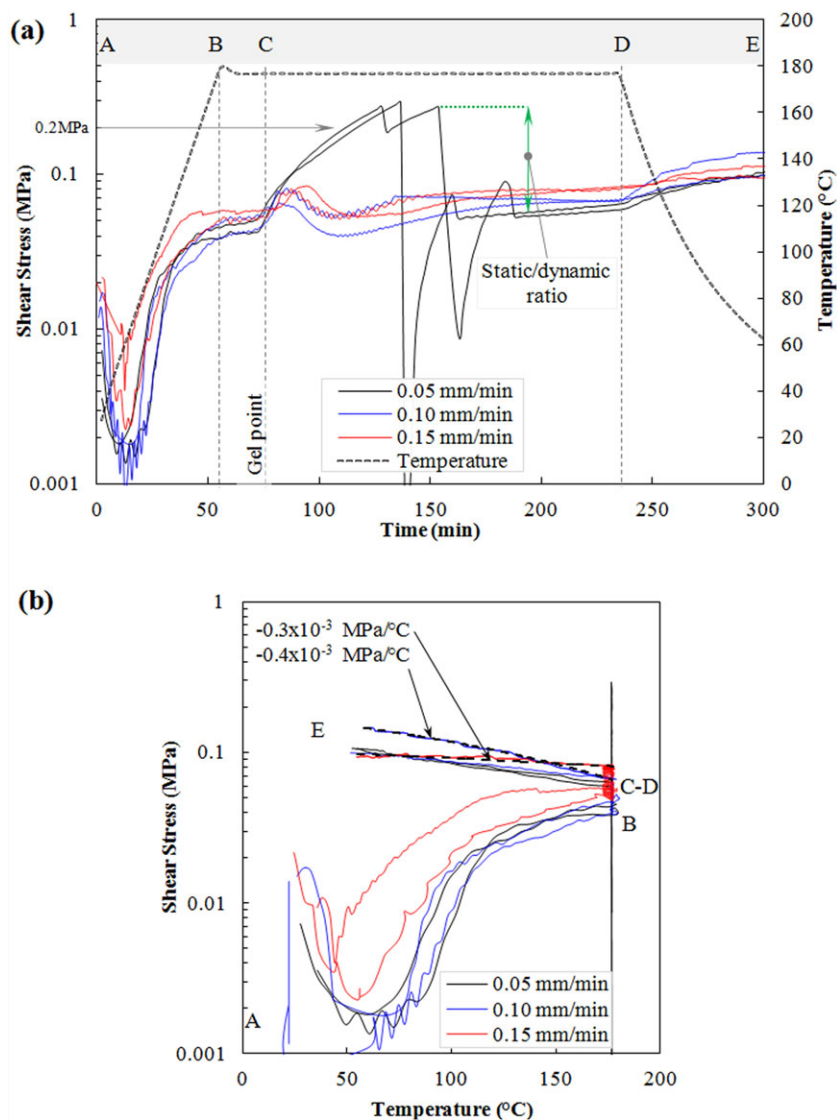 (a)
A B C D E
1
0.1
0.01
0.001
Shear Stress (MPa)
0.2MPa
Gel point
Static/dynamic
ratio
0.05 mm/min
0.10 mm/min
0.15 mm/min
Temperature
200
180
160
140
120
100
80
60
40
20
0
Temperature (°C)
0 50 100 150 200 250 300
Time (min)
(b)
1
0.1
0.01
0.001
Shear Stress (MPa)
-0.3x10⁻³ MPa/°C
-0.4x10⁻³ MPa/°C
E
C-D
B
A
0.05 mm/min
0.10 mm/min
0.15 mm/min
0 50 100 150 200
Temperature (°C)